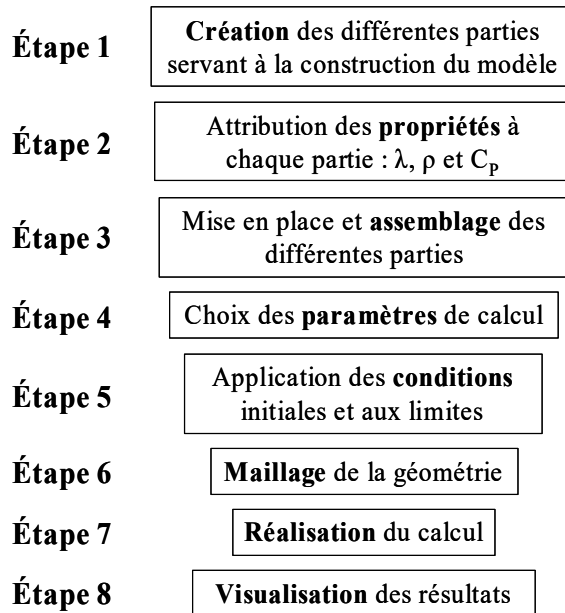 Étape 1
Création des différentes parties
servant à la construction du modèle
Étape 2
Attribution des propriétés à
chaque partie : λ, ρ et CP
Étape 3
Mise en place et assemblage des
différentes parties
Étape 4
Choix des paramètres de calcul
Étape 5
Application des conditions
initiales et aux limites
Étape 6
Maillage de la géométrie
Étape 7
Réalisation du calcul
Étape 8
Visualisation des résultats